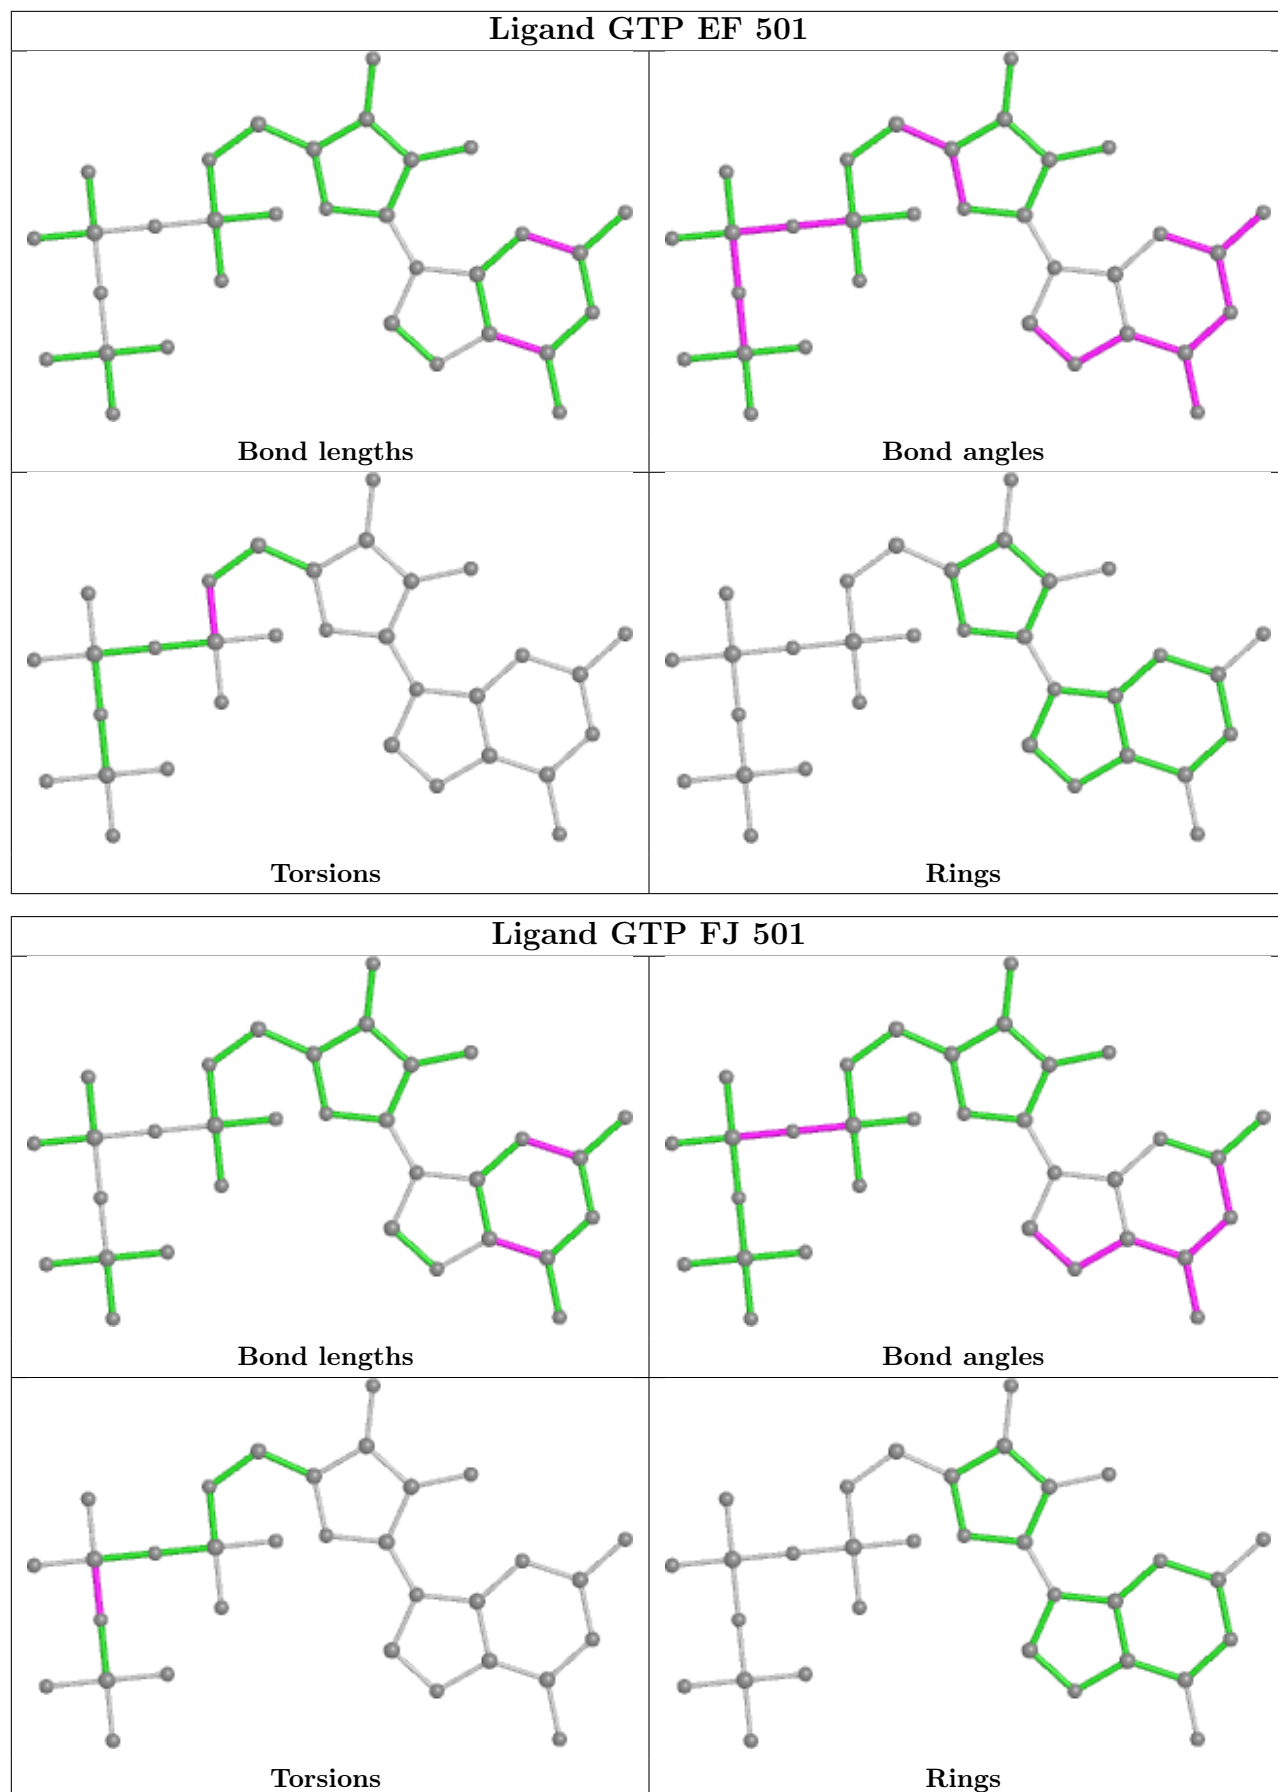 Ligand GTP EF 501
Bond lengths
Bond angles
Torsions
Rings
Ligand GTP FJ 501
Bond lengths
Bond angles
Torsions
Rings